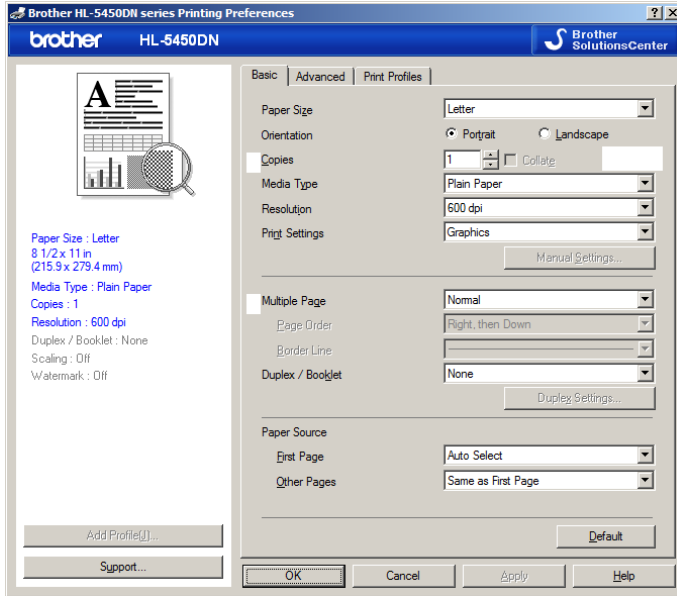 Brother HL-5450DN series Printing Preferences
brother HL-5450DN Brother SolutionsCenter
A
Paper Size : Letter
8 1/2 x 11 in
(215.9 x 279.4 mm)
Media Type : Plain Paper
Copies : 1
Resolution : 600 dpi
Duplex / Booklet : None
Scaling : Off
Watermark : Off
Add Profile(J)...
Support...
Basic Advanced Print Profiles
Paper Size Letter
Orientation Portrait Landscape
Copies 1 Collate
Media Type Plain Paper
Resolution 600 dpi
Print Settings Graphics
Manual Settings...
Multiple Page Normal
Page Order Right, then Down
Border Line
Duplex / Booklet None
Duplex Settings...
Paper Source
First Page Auto Select
Other Pages Same as First Page
Default
OK Cancel Apply Help